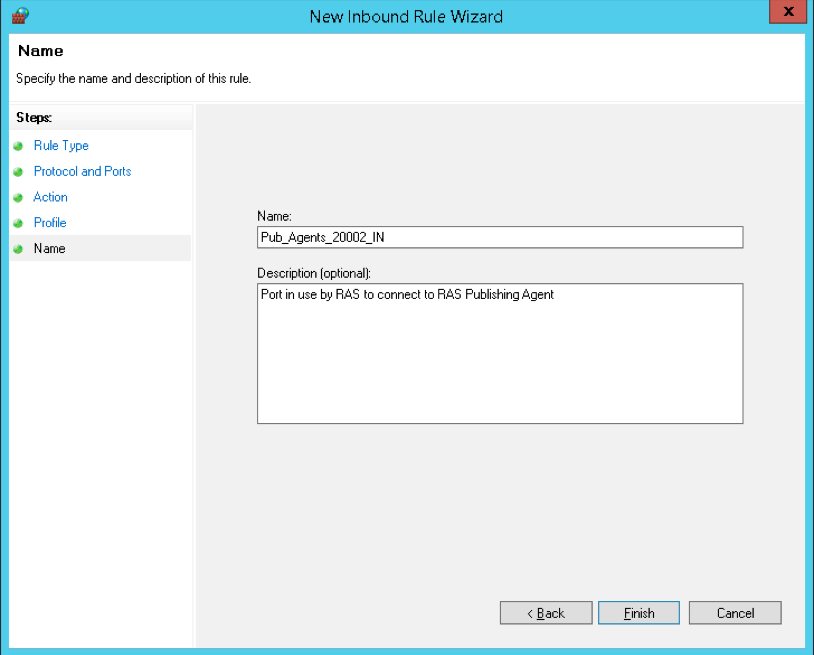 New Inbound Rule Wizard
x
Name
Specify the name and description of this rule.
Steps:
Rule Type
Protocol and Ports
Action
Profile
Name
Name:
Pub_Agents_20002_IN
Description (optional):
Port in use by RAS to connect to RAS Publishing Agent
< Back
Finish
Cancel